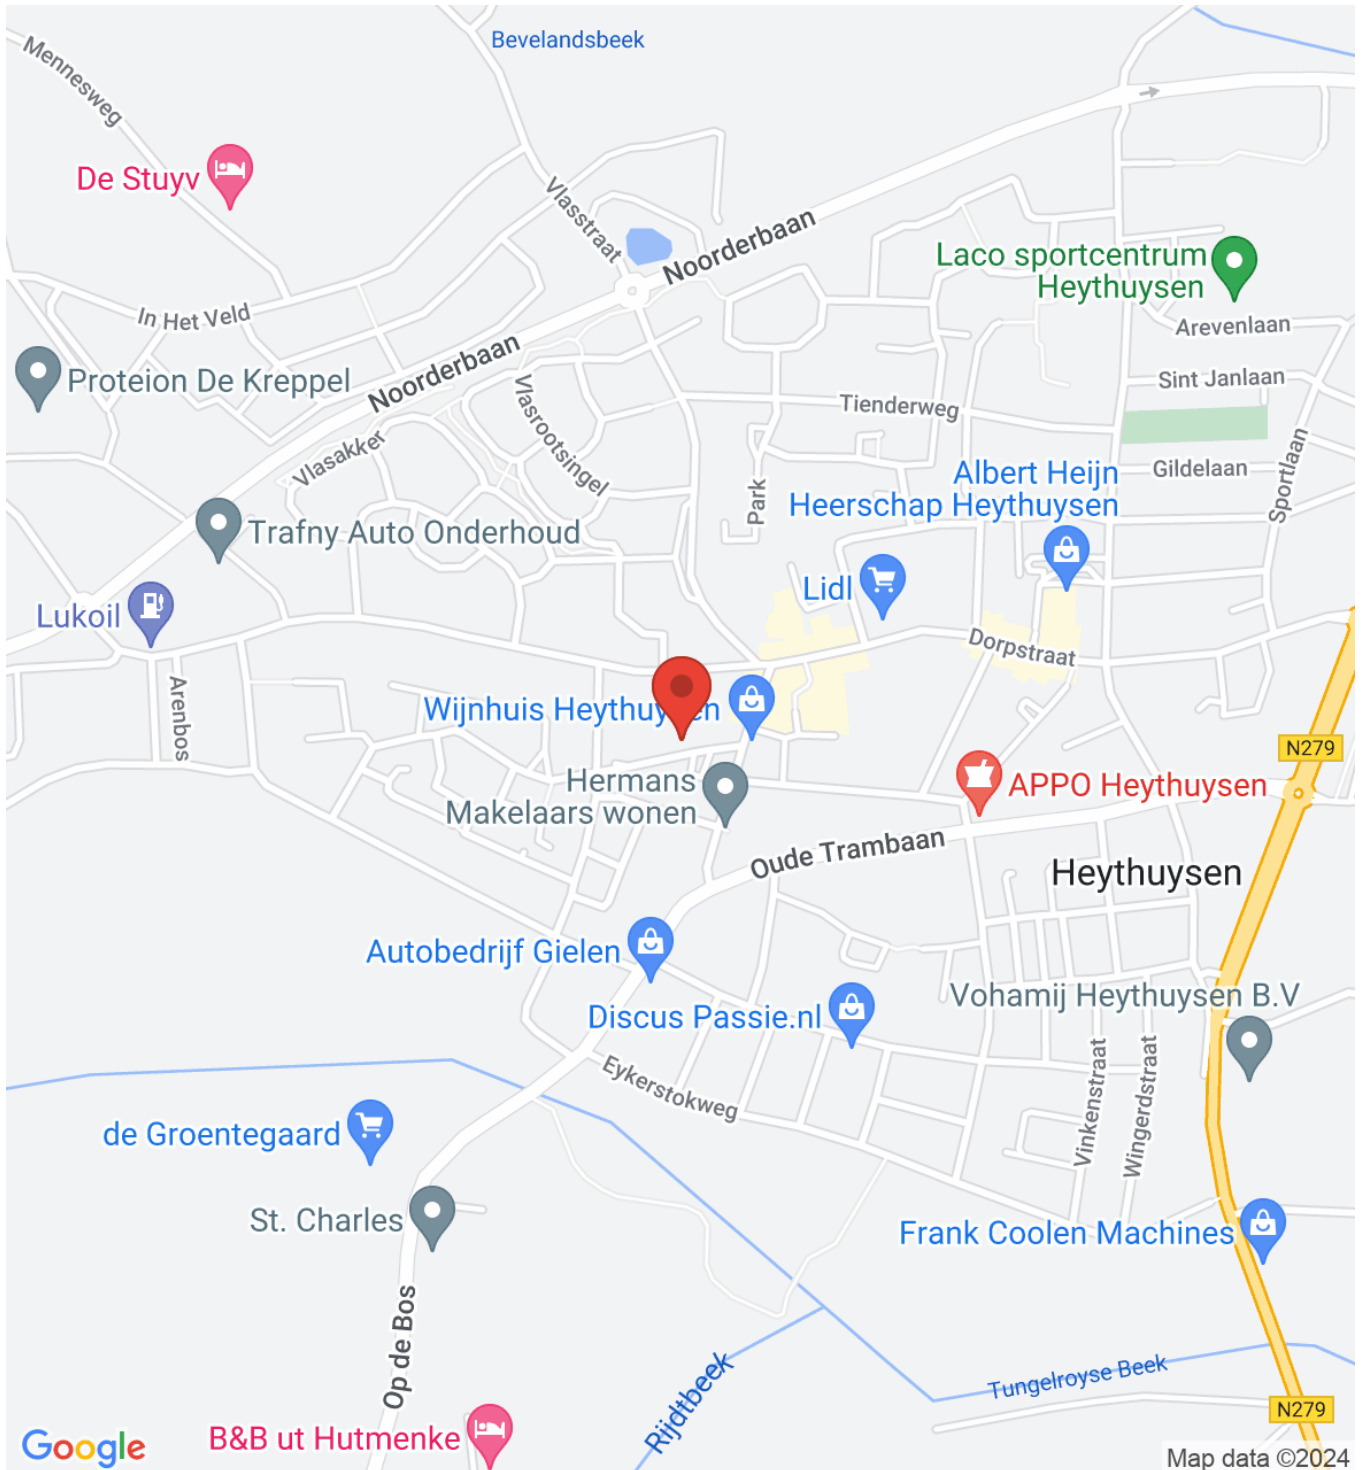 Bevelandsbeek
Mennesweg
De Stuyv
Vlasstraat
Noorderbaan
Laco sportcentrum
Heythuysen
In Het Veld
Arevenlaan
Noorderbaan
Proteion De Kreppel
Sint Janlaan
Vlasrootsingel
Tienderweg
Vlasakker
Sportlaan
Gildelaan
Albert Heijn
Heerschap Heythuysen
Park
Trafny Auto Onderhoud
Lidl
Lukoil
Dorpstraat
Arenbos
Wijnhuis Heythuysen
N279
Hermans
Makelaars wonen
APPO Heythuysen
Oude Trambaan
Heythuysen
Autobedrijf Gielen
Vohamij Heythuysen B.V
Discus Passie.nl
Eykerstokweg
Vinkenstraat
Wingerdstraat
de Groentegaard
St. Charles
Frank Coolen Machines
Op de Bos
Rijdtbeek
Tungelroyse Beek
N279
B&B ut Hutmenke
Google
Map data ©2024